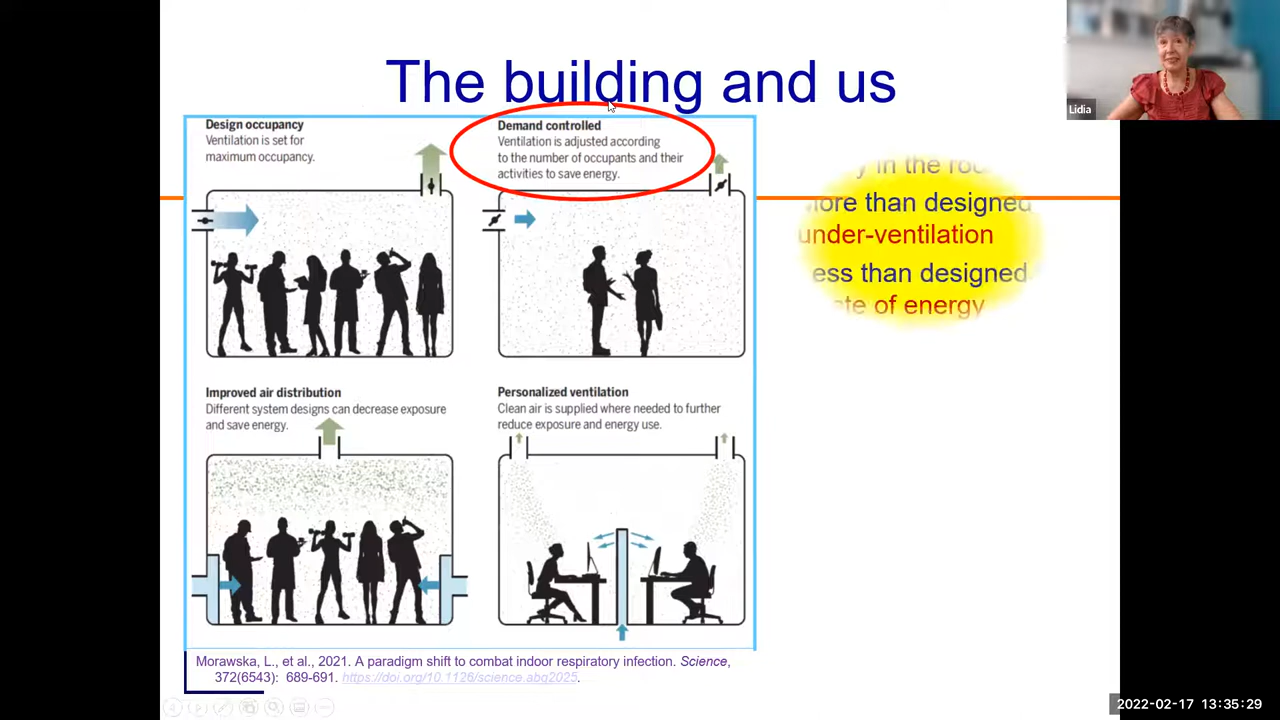 The building and us
Lidia
Design occupancy
Ventilation is set for
maximum occupancy.
Demand controlled
Ventilation is adjusted according
to the number of occupants and their
activities to save energy.
in the
than designed
under-ventilation
than designed
of energy
Improved air distribution
Different system designs can decrease exposure
and save energy.
Personalized ventilation
Clean air is supplied where needed to further
reduce exposure and energy use.
Morawska, L., et al., 2021. A paradigm shift to combat indoor respiratory infection. Science,
372(6543): 689-691. https://doi.org/10.1126/science.abg2025.
2022-02-17 13:35:29